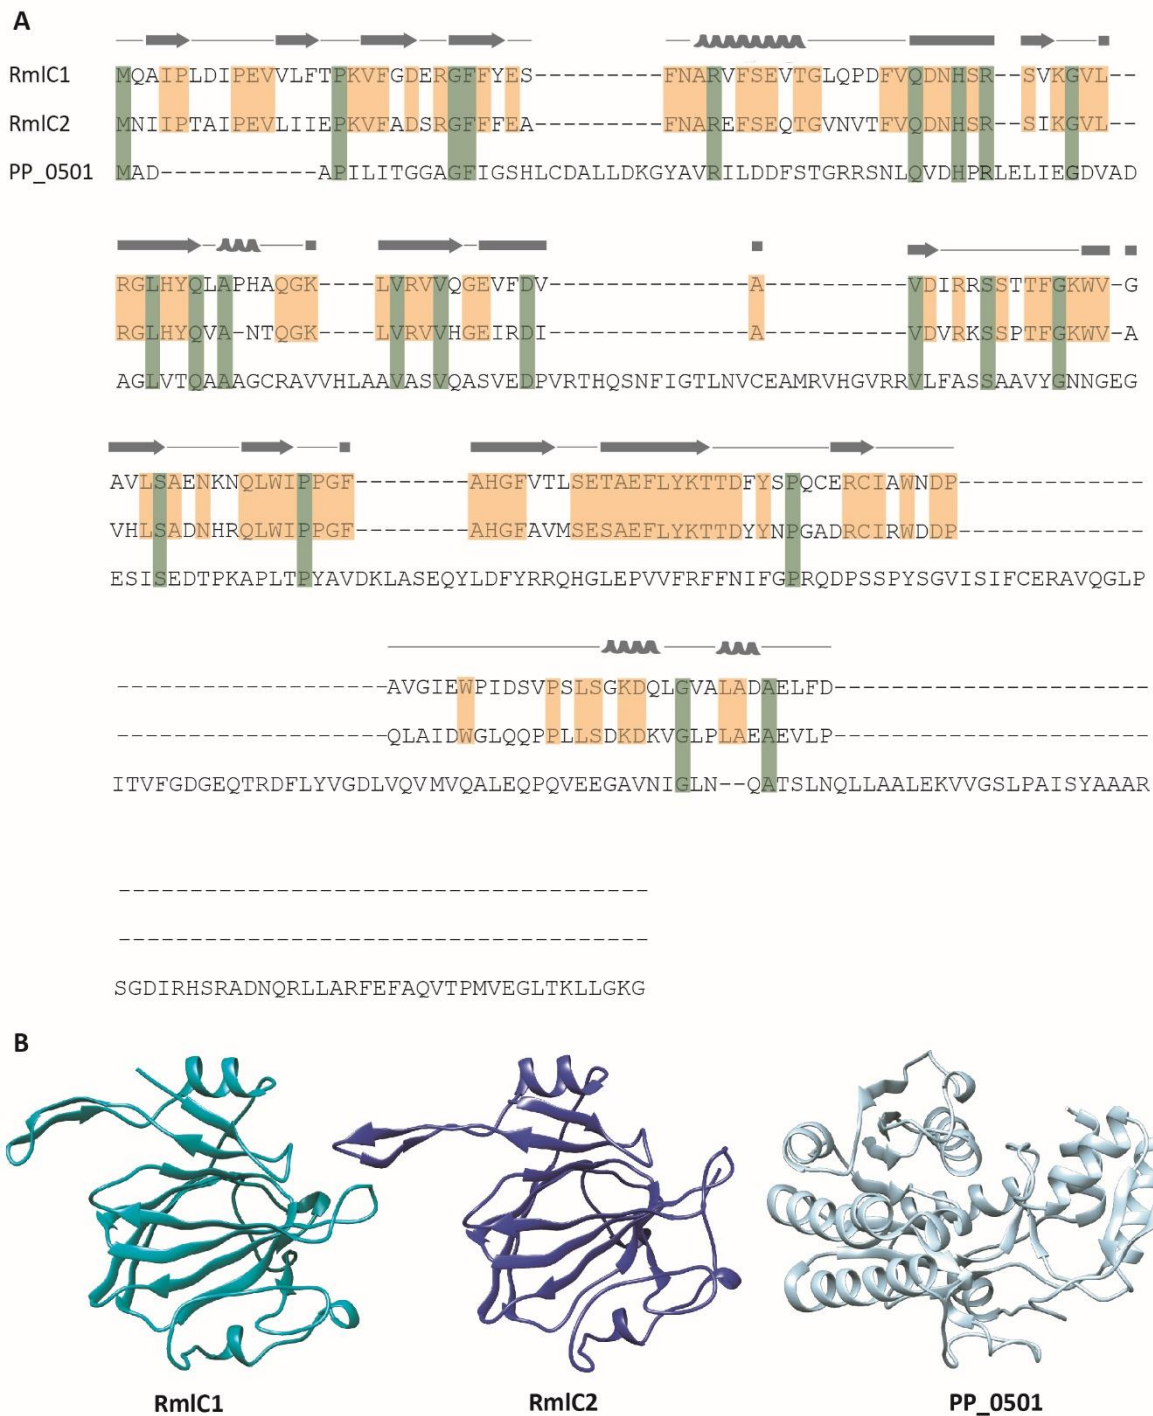 A
RmlC1 MQAIPLDIPEVVLFTPKVFGDERGFFYES---------FNARVFSEVTGLQPDFVQDNHSR--SVKGVL--
RmlC2 MNIIPTAIPEVLIIEPKVFADSRGFFFEA---------FNAREFSEQTGVNVTFVQDNHSR--SIKGVL--
PP_0501 MAD-----------APILITGGAGFIGSHLCDALLDKGYAVRILDDFSTGRRSNLQVDHPRLELIEGDVAD
RGLHYQLAPHAQGK----LVRVVQGEVFDV--------------A----------VDIRRSSTTFGKWV-G
RGLHYQVA-NTQGK----LVRVVHGEIRDI--------------A----------VDVRKSSPTFGKWV-A
AGLVTQAAAGCRAVVHLAAVASVQASVEDPVRTHQSNFIGTLNVCEAMRVHGVRRVLFASSAAVYGNNGEG
AVLSAENKNQLWIPPGF--------AHGFVTLSETAEFLYKTTDFYSPQCERCIAWNDP-------------
VHLSADNHRQLWIPPGF--------AHGFAVMSESAEFLYKTTDYYNPGADRCIRWDDP-------------
ESISEDTPKAPLTPYAVDKLASEQYLDFYRRQHGLEPVVFRFFNIFGPRQDPSSPYSGVISIFCERAVQGLP
-------------------AVGIEWPIDSVPSLSGKDQLGVALADAELFD----------------------
-------------------QLAIDWGLQQPPLLSDKDKVGLPLAEAEVLP----------------------
ITVFGDGEQTRDFLYVGDLVQVMVQALEQPQVEEGAVNIGLN--QATSLNQLLAALEKVVGSLPAISYAAAR
-------------------------------------
-------------------------------------
SGDIRHSRADNQRLLARFEFAQVTPMVEGLTKLLGKG
B
RmlC1 RmlC2 PP_0501